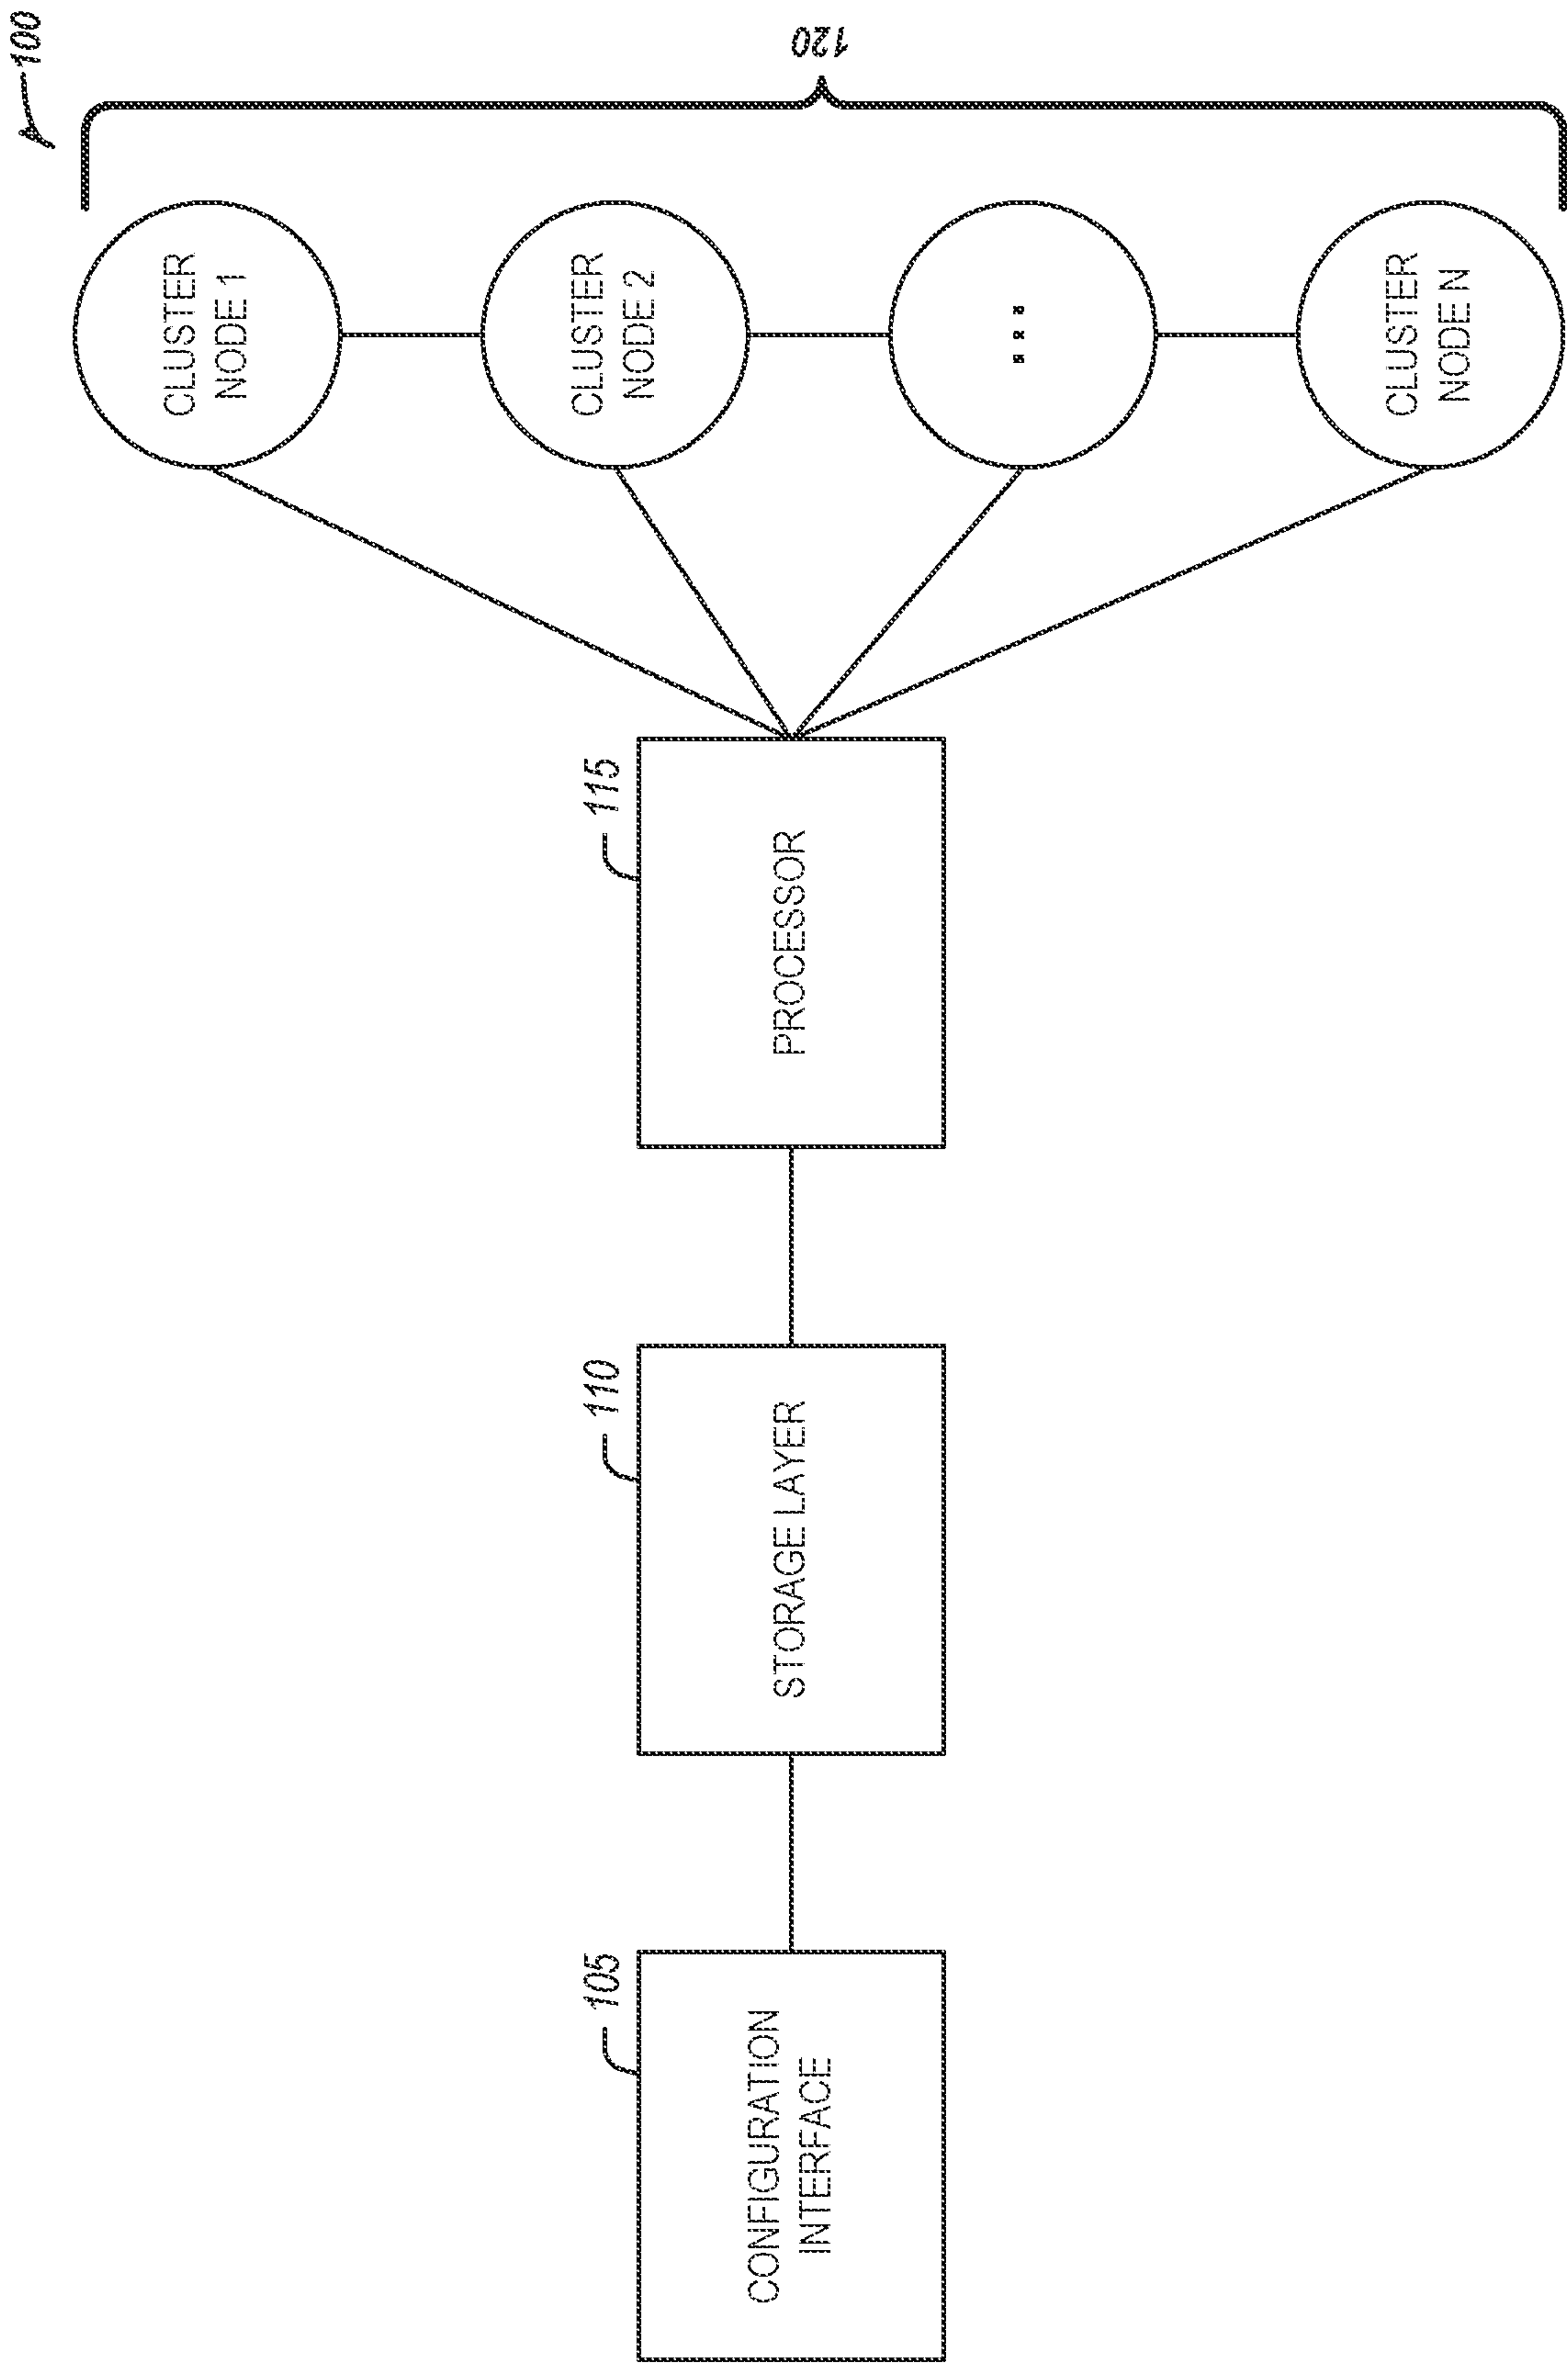 100
105
CONFIGURATION
INTERFACE
110
STORAGE LAYER
115
PROCESSOR
CLUSTER
NODE 1
CLUSTER
NODE 2
...
CLUSTER
NODE N
120